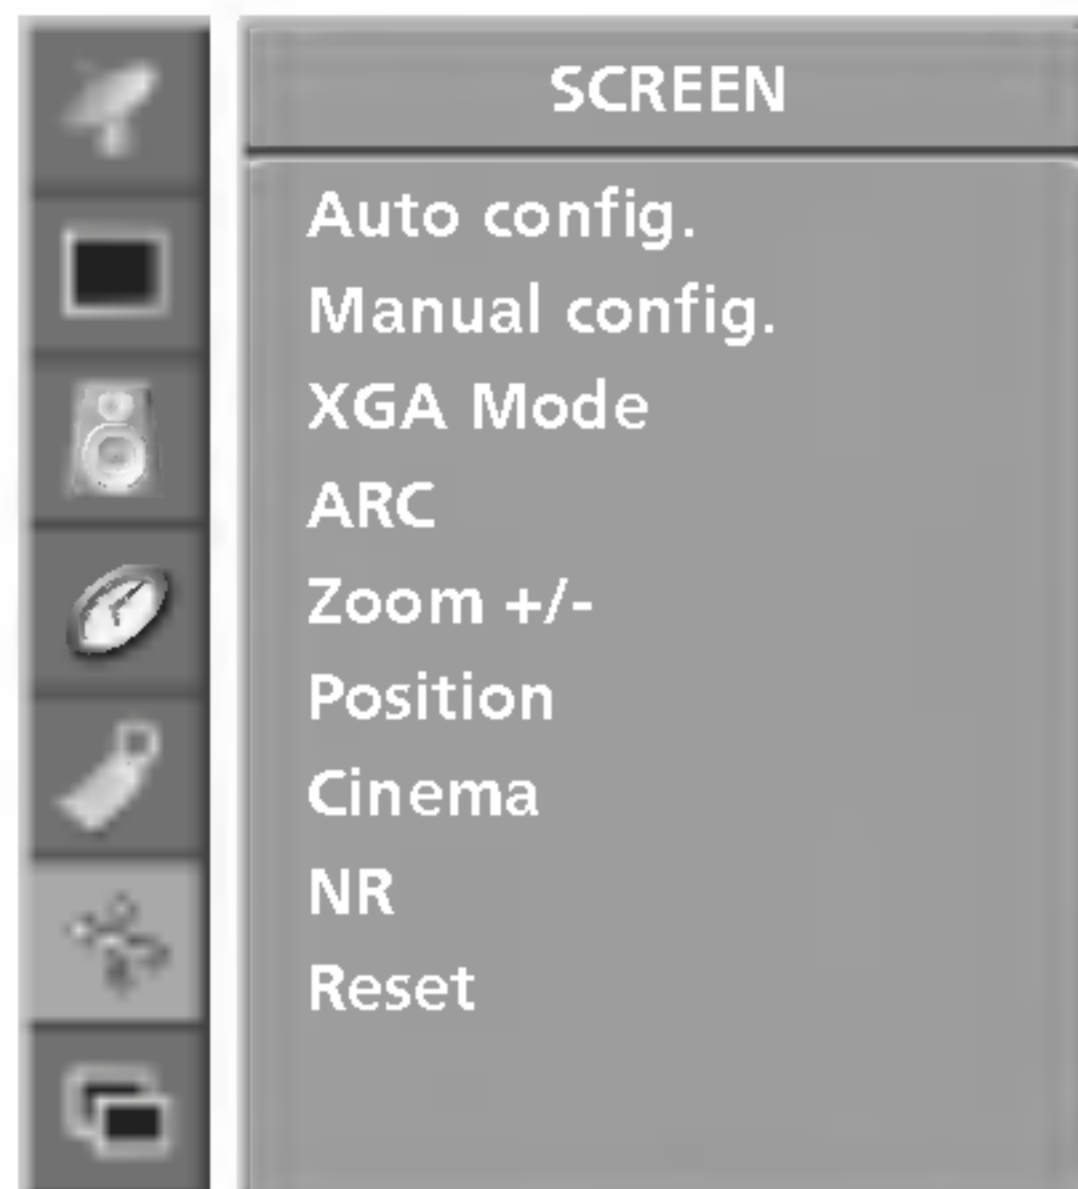 SCREEN
Auto config.
Manual config.
XGA Mode
ARC
Zoom +/-
Position
Cinema
NR
Reset